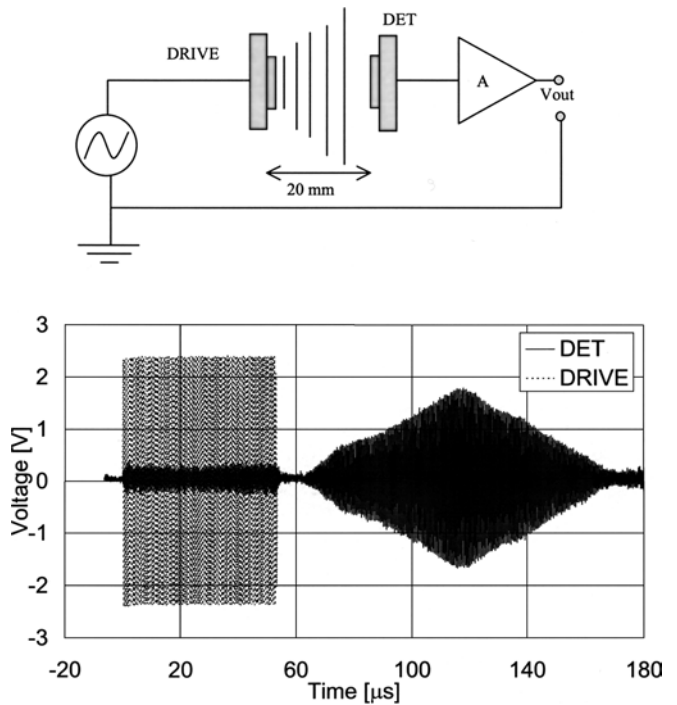 DET
DRIVE
A
Vout
20 mm
3
2
1
0
-1
-2
-3
Voltage [V]
DET
DRIVE
-20
20
60
100
140
180
Time [µs]